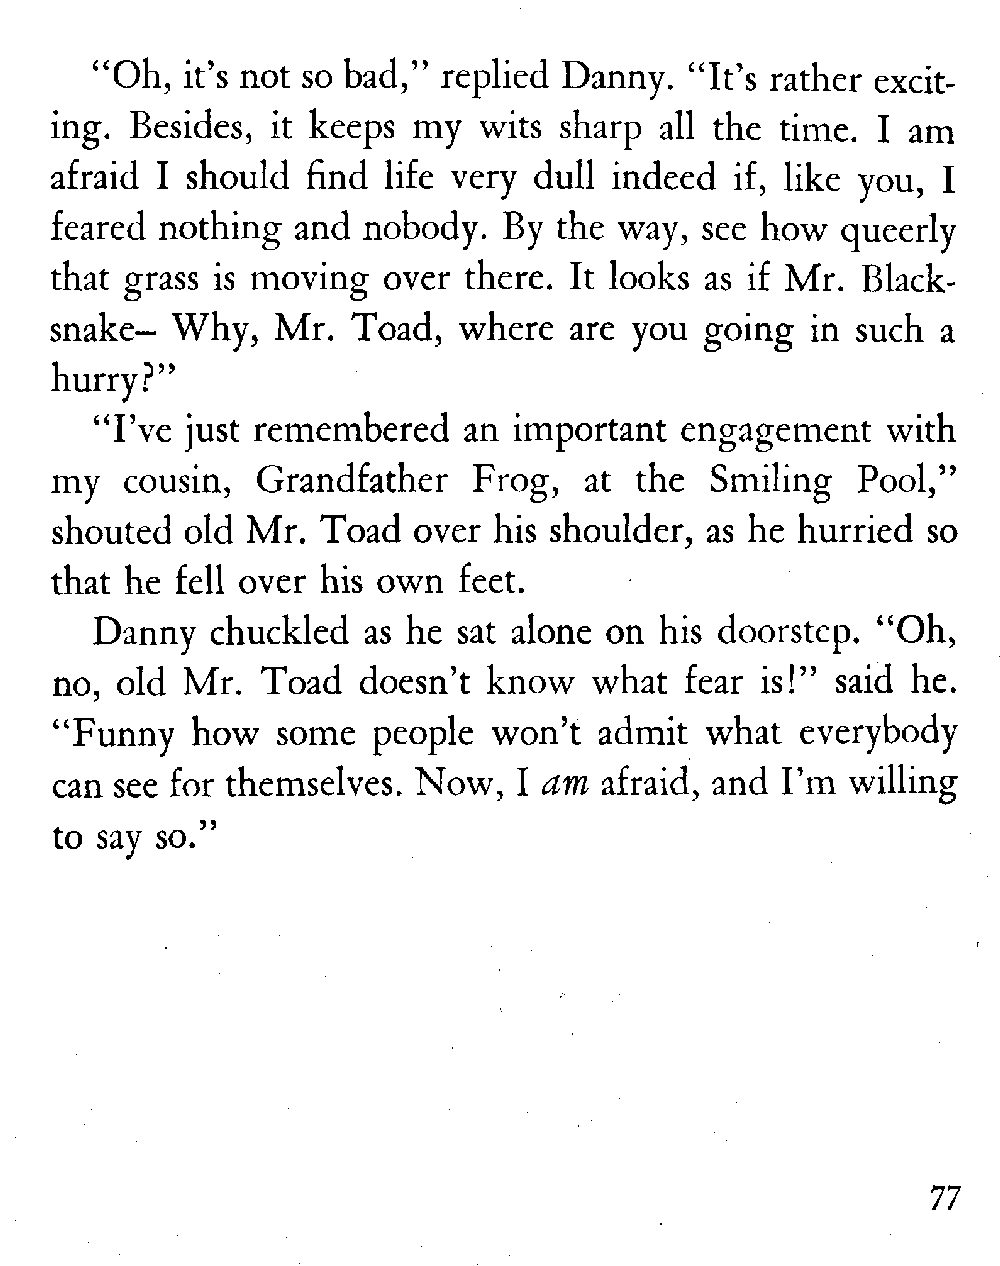 “Oh, it’s not so bad,” replied Danny. “It’s rather excit-
ing. Besides, it keeps my wits sharp all the time. I am
afraid I should find life very dull indeed if, like you, I
feared nothing and nobody. By the way, see how queerly
that grass is moving over there. It looks as if Mr. Black-
snake– Why, Mr. Toad, where are you going in such a
hurry?”
“I’ve just remembered an important engagement with
my cousin, Grandfather Frog, at the Smiling Pool,”
shouted old Mr. Toad over his shoulder, as he hurried so
that he fell over his own feet.
Danny chuckled as he sat alone on his doorstep. “Oh,
no, old Mr. Toad doesn’t know what fear is!” said he.
“Funny how some people won’t admit what everybody
can see for themselves. Now, I am afraid, and I’m willing
to say so.”
77